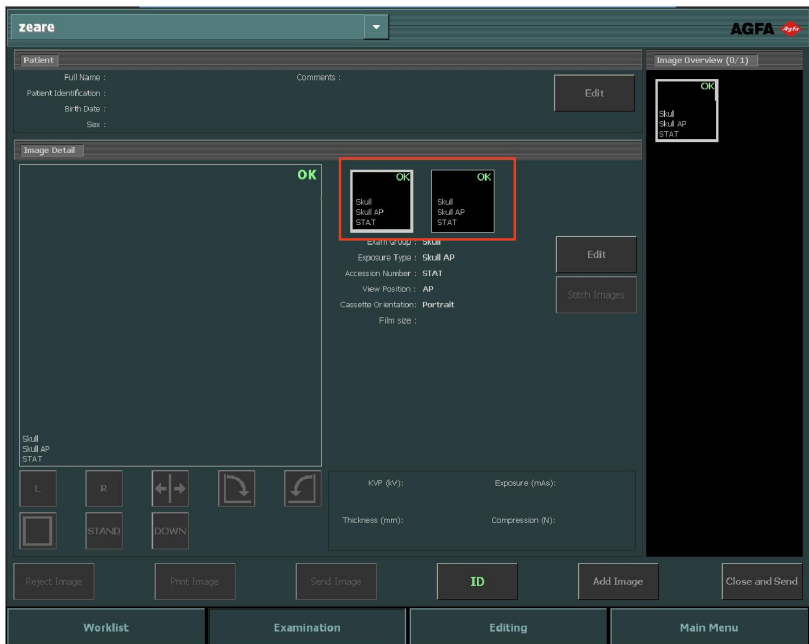 zeare
AGFA Agfa
Patient
Full Name :
Comments :
Patient Identification :
Birth Date :
Sex :
Edit
Image Overview (0/1)
OK
Skull
Skull AP
STAT
Image Detail
OK
Skull
Skull AP
STAT
OK
Skull
Skull AP
STAT
OK
Skull
Skull AP
STAT
Exam Group : Skull
Exposure Type : Skull AP
Accession Number : STAT
View Position : AP
Cassette Orientation: Portrait
Film size :
Edit
Stitch Images
L
R
STAND
DOWN
KVP (kV):
Exposure (mAs):
Thickness (mm):
Compression (N):
Reject Image
Print Image
Send Image
ID
Add Image
Close and Send
Worklist
Examination
Editing
Main Menu